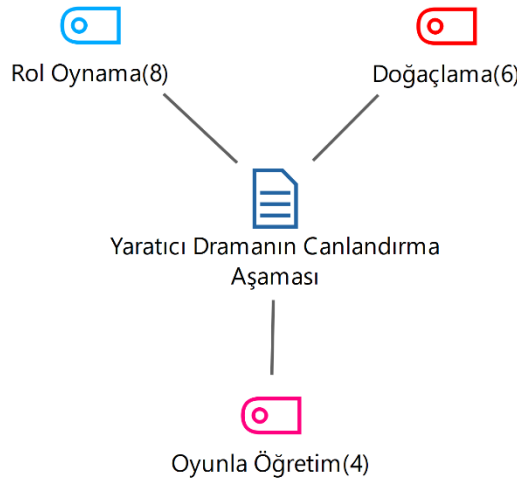 Rol Oynama(8)
Doğaçlama(6)
Yaratıcı Dramanın Canlandırma
Aşaması
Oyunla Öğretim(4)